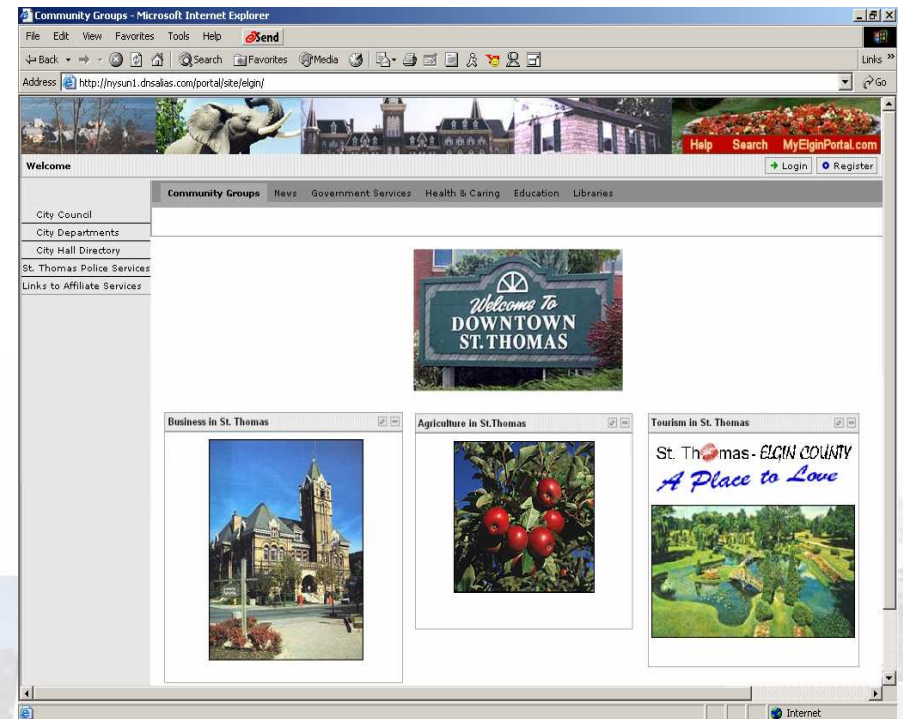 Community Groups - Microsoft Internet Explorer
File Edit View Favorites Tools Help eSend
Back Search Favorites Media Links »
Address http://nysun1.dnsalias.com/portal/site/elgin/ Go
Help Search MyElginPortal.com
Welcome Login Register
Community Groups News Government Services Health & Caring Education Libraries
City Council
City Departments
City Hall Directory
St. Thomas Police Services
Links to Affiliate Services
Welcome To
DOWNTOWN
ST. THOMAS
Business in St. Thomas
Agriculture in St.Thomas
Tourism in St. Thomas
St. Thomas - ELGIN COUNTY
A Place to Love
Internet